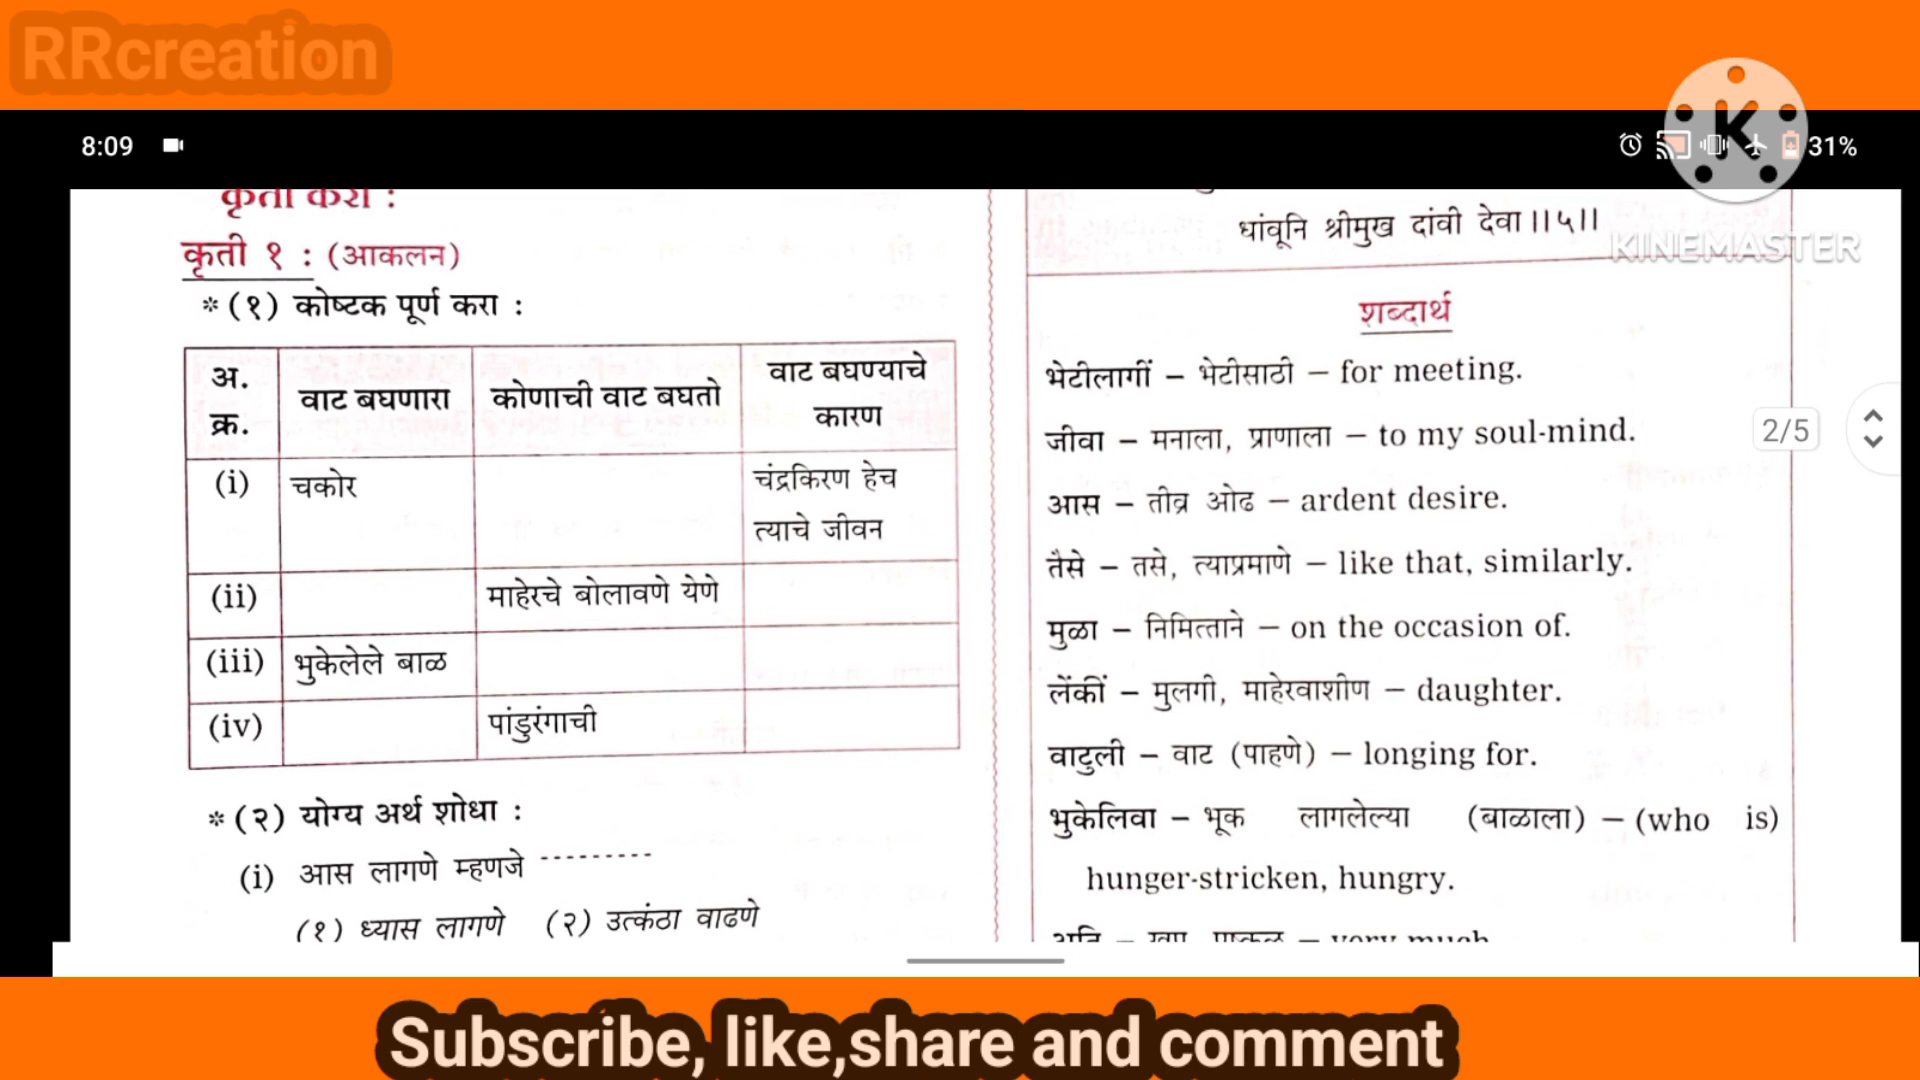 RRcreation
8:09
31%
K
KINEMASTER
कृती करा :
कृती १ : (आकलन)
* (१) कोष्टक पूर्ण करा :
अ. क्र.
वाट बघणारा
कोणाची वाट बघतो
वाट बघण्याचे
कारण
(i) चकोर
चंद्रकिरण हेच
त्याचे जीवन
(ii) माहेरचे बोलावणे येणे
(iii) भुकेलेले बाळ
(iv) पांडुरंगाची
* (२) योग्य अर्थ शोधा :
(i) आस लागणे म्हणजे ----------
(१) ध्यास लागणे (२) उत्कंठा वाढणे
धांवूनि श्रीमुख दांवी देवा ।।५।।
शब्दार्थ
भेटीलागीं – भेटीसाठी – for meeting.
जीवा – मनाला, प्राणाला – to my soul-mind.
आस – तीव्र ओढ – ardent desire.
तैसे – तसे, त्याप्रमाणे – like that, similarly.
मुळा – निमित्ताने – on the occasion of.
लेंकीं – मुलगी, माहेरवाशीण – daughter.
वाटुली – वाट (पाहणे) – longing for.
भुकेलिवा – भूक लागलेल्या (बाळाला) – (who is)
hunger-stricken, hungry.
2/5
Subscribe, like,share and comment